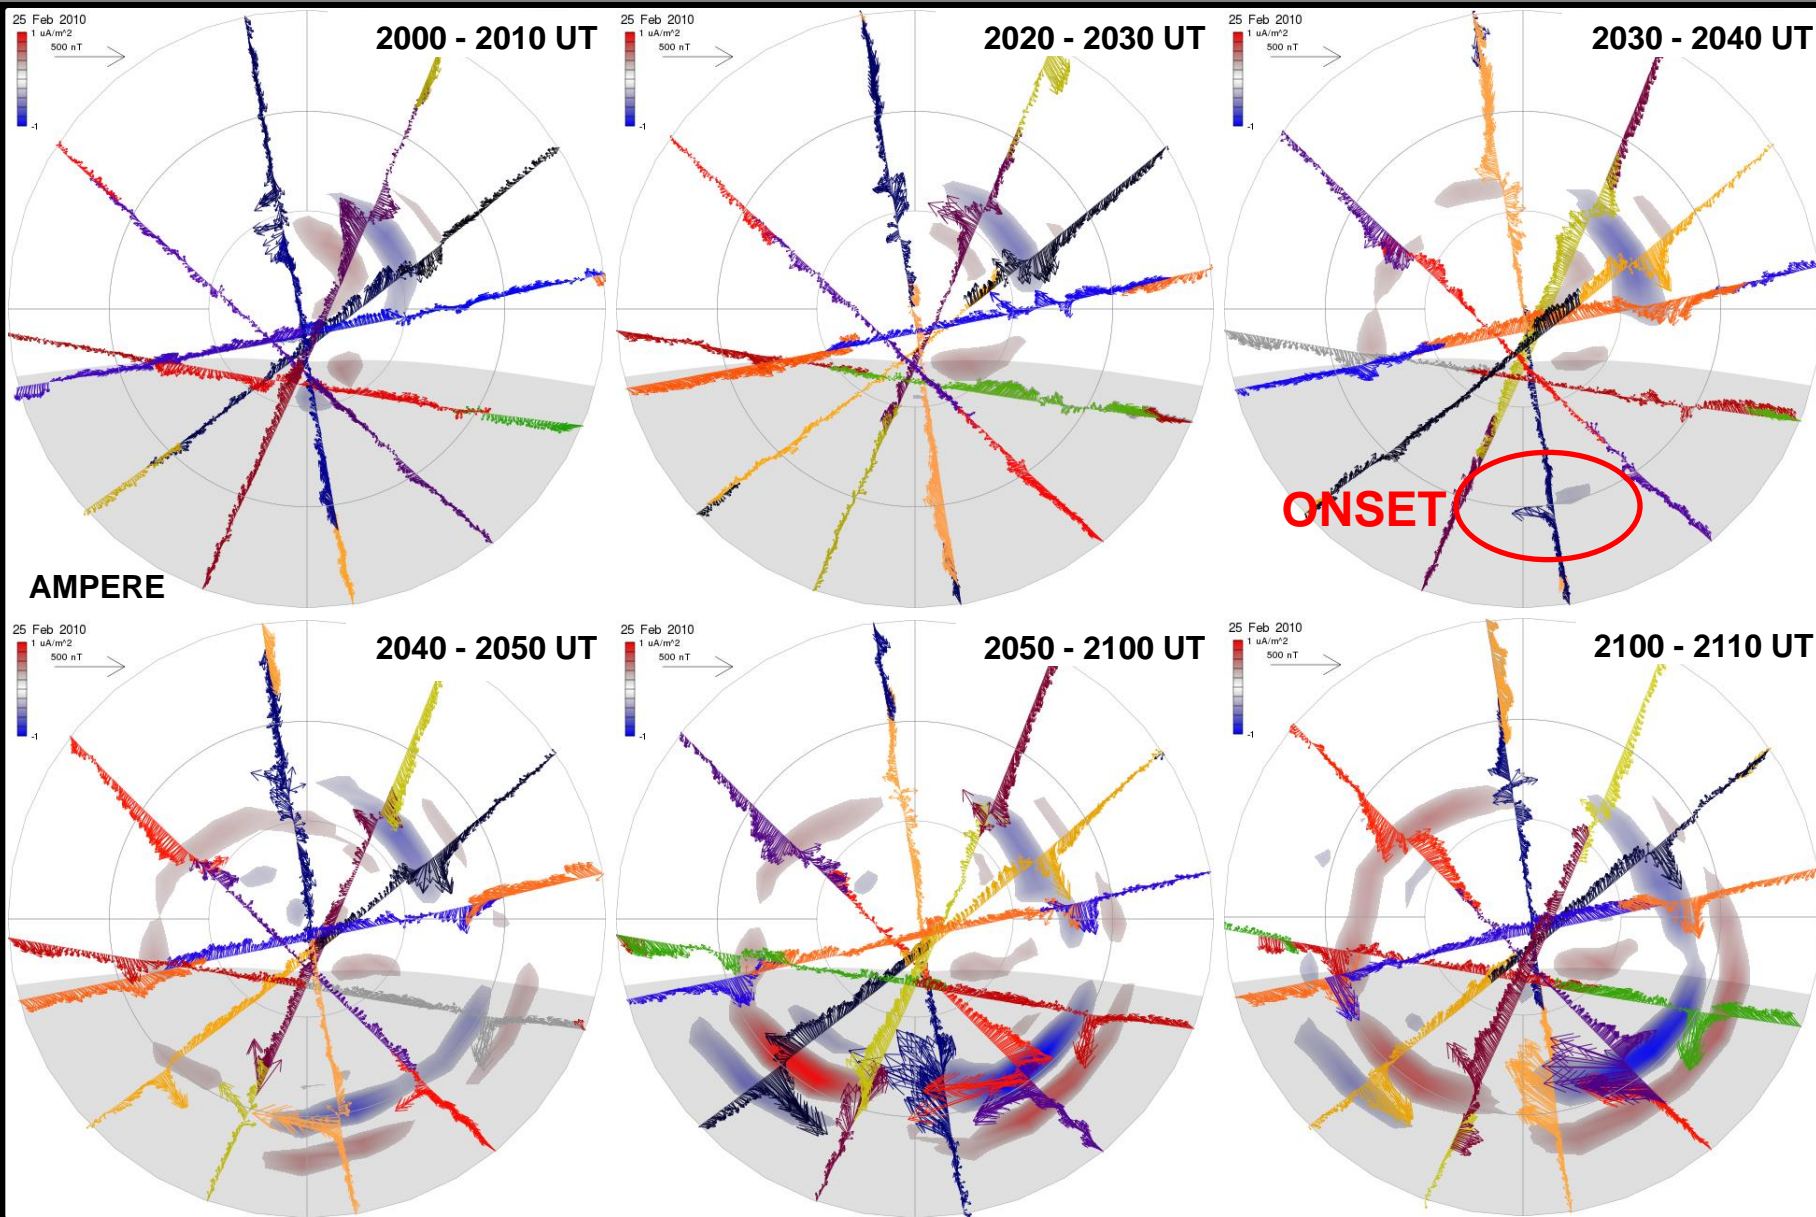 25 Feb 2010
1 uA/m^2
500 nT
-1
2000 - 2010 UT
25 Feb 2010
1 uA/m^2
500 nT
-1
2020 - 2030 UT
25 Feb 2010
1 uA/m^2
500 nT
-1
2030 - 2040 UT
ONSET
AMPERE
25 Feb 2010
1 uA/m^2
500 nT
-1
2040 - 2050 UT
25 Feb 2010
1 uA/m^2
500 nT
-1
2050 - 2100 UT
25 Feb 2010
1 uA/m^2
500 nT
-1
2100 - 2110 UT